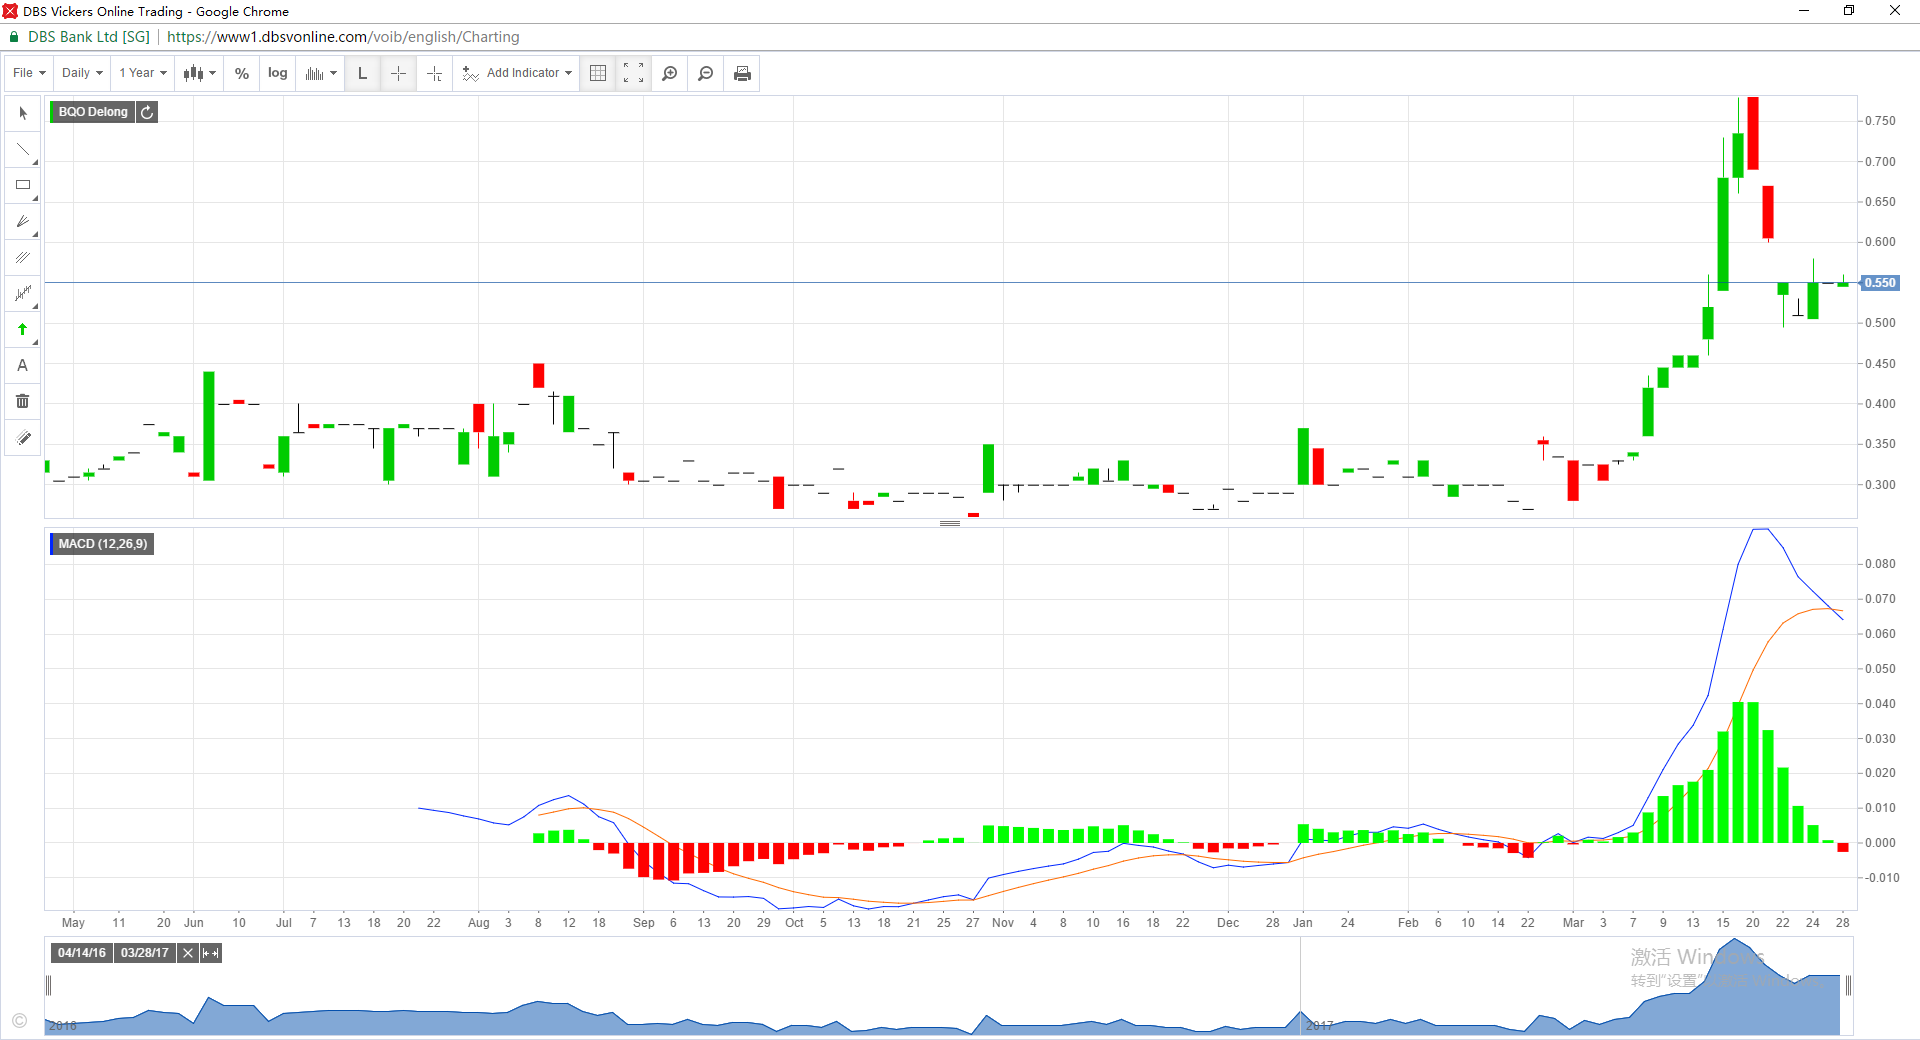 DBS Vickers Online Trading - Google Chrome
DBS Bank Ltd [SG] | https://www1.dbsvonline.com/voib/english/Charting
File Daily 1 Year % log L Add Indicator
A
BQO Delong
0.750
0.700
0.650
0.600
0.550
0.500
0.450
0.400
0.350
0.300
MACD (12,26,9)
0.080
0.070
0.060
0.050
0.040
0.030
0.020
0.010
0.000
-0.010
May 11 20 Jun 10 Jul 7 13 18 20 22 Aug 3 8 12 18 Sep 6 13 20 29 Oct 7 13 18 21 25 27 Nov 4 8 10 16 18 22 Dec 28 Jan 24 Feb 6 10 14 22 Mar 3 7 9 13 15 20 22 24 28
04/14/16 03/28/17
激活 Windows
转到"设置"
2016
2017
©